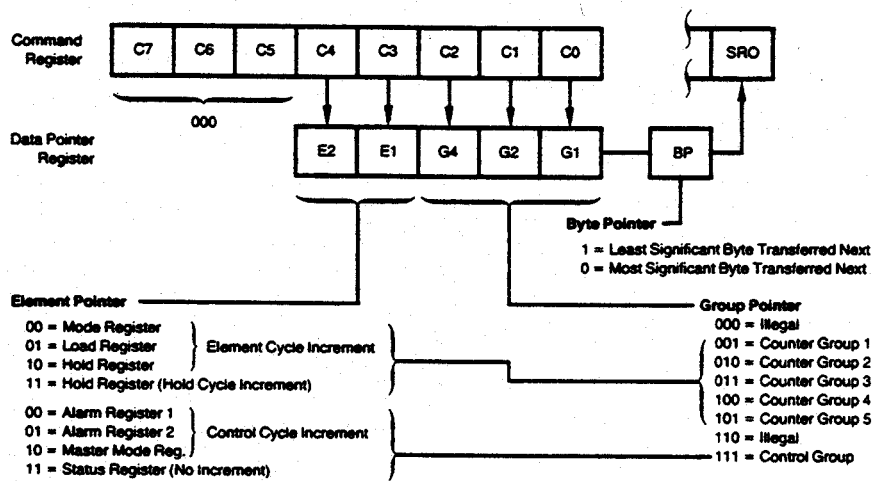 Command
Register
C7 C6 C5 C4 C3 C2 C1 C0
SRO
000
Data Pointer
Register
E2 E1 G4 G2 G1
BP
Byte Pointer
1 = Least Significant Byte Transferred Next
0 = Most Significant Byte Transferred Next
Element Pointer
00 = Mode Register
01 = Load Register
10 = Hold Register
Element Cycle Increment
11 = Hold Register (Hold Cycle Increment)
00 = Alarm Register 1
01 = Alarm Register 2
10 = Master Mode Reg.
Control Cycle Increment
11 = Status Register (No Increment)
Group Pointer
000 = Illegal
001 = Counter Group 1
010 = Counter Group 2
011 = Counter Group 3
100 = Counter Group 4
101 = Counter Group 5
110 = Illegal
111 = Control Group